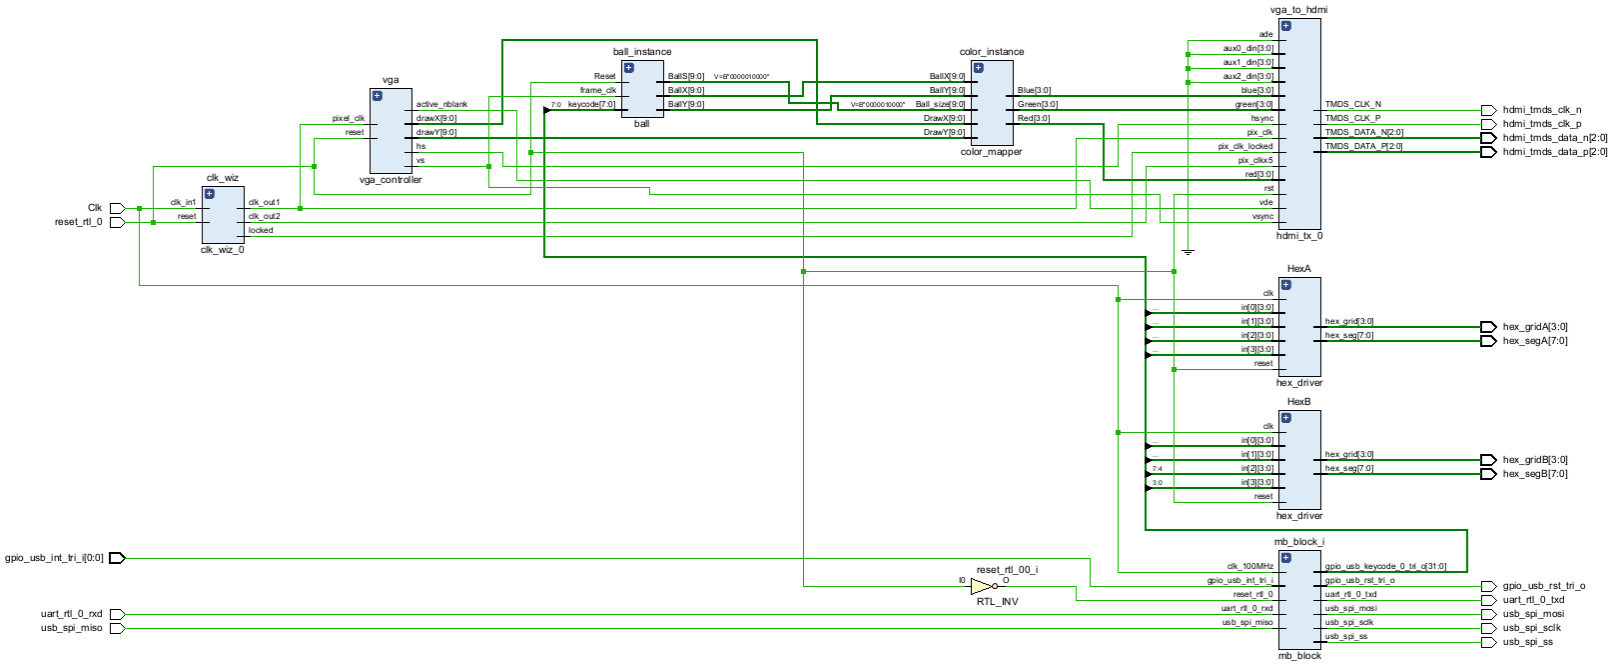 vga_to_hdmi
ade
aux0_din[3:0]
aux1_din[3:0]
aux2_din[3:0]
blue[3:0]
green[3:0]
hsync
pix_clk
pix_clk_locked
pix_clkx5
red[3:0]
rst
vde
vsync
TMDS_CLK_N
TMDS_CLK_P
TMDS_DATA_N[2:0]
TMDS_DATA_P[2:0]
hdmi_tx_0
hdmi_tmds_clk_n
hdmi_tmds_clk_p
hdmi_tmds_data_n[2:0]
hdmi_tmds_data_p[2:0]
ball_instance
Reset
frame_clk
7:0
keycode[7:0]
BallS[9:0]
V=B"0000010000"
BallX[9:0]
BallY[9:0]
ball
color_instance
BallX[9:0]
BallY[9:0]
V=B"0000010000"
Ball_size[9:0]
DrawX[9:0]
DrawY[9:0]
Blue[3:0]
Green[3:0]
Red[3:0]
color_mapper
vga
pixel_clk
reset
active_nblank
drawX[9:0]
drawY[9:0]
hs
vs
vga_controller
clk_wiz
Clk
reset_rtl_0
clk_in1
reset
clk_out1
clk_out2
locked
clk_wiz_0
HexA
clk
...
in[0][3:0]
...
in[1][3:0]
...
in[2][3:0]
...
in[3][3:0]
reset
hex_grid[3:0]
hex_seg[7:0]
hex_driver
hex_gridA[3:0]
hex_segA[7:0]
HexB
clk
...
in[0][3:0]
...
in[1][3:0]
7:4
in[2][3:0]
3:0
in[3][3:0]
reset
hex_grid[3:0]
hex_seg[7:0]
hex_driver
hex_gridB[3:0]
hex_segB[7:0]
gpio_usb_int_tri_i[0:0]
uart_rtl_0_rxd
usb_spi_miso
reset_rtl_00_i
I0
O
RTL_INV
mb_block_i
clk_100MHz
gpio_usb_int_tri_i
reset_rtl_0
uart_rtl_0_rxd
usb_spi_miso
gpio_usb_keycode_0_tri_o[31:0]
gpio_usb_rst_tri_o
uart_rtl_0_txd
usb_spi_mosi
usb_spi_sclk
usb_spi_ss
mb_block
gpio_usb_rst_tri_o
uart_rtl_0_txd
usb_spi_mosi
usb_spi_sclk
usb_spi_ss